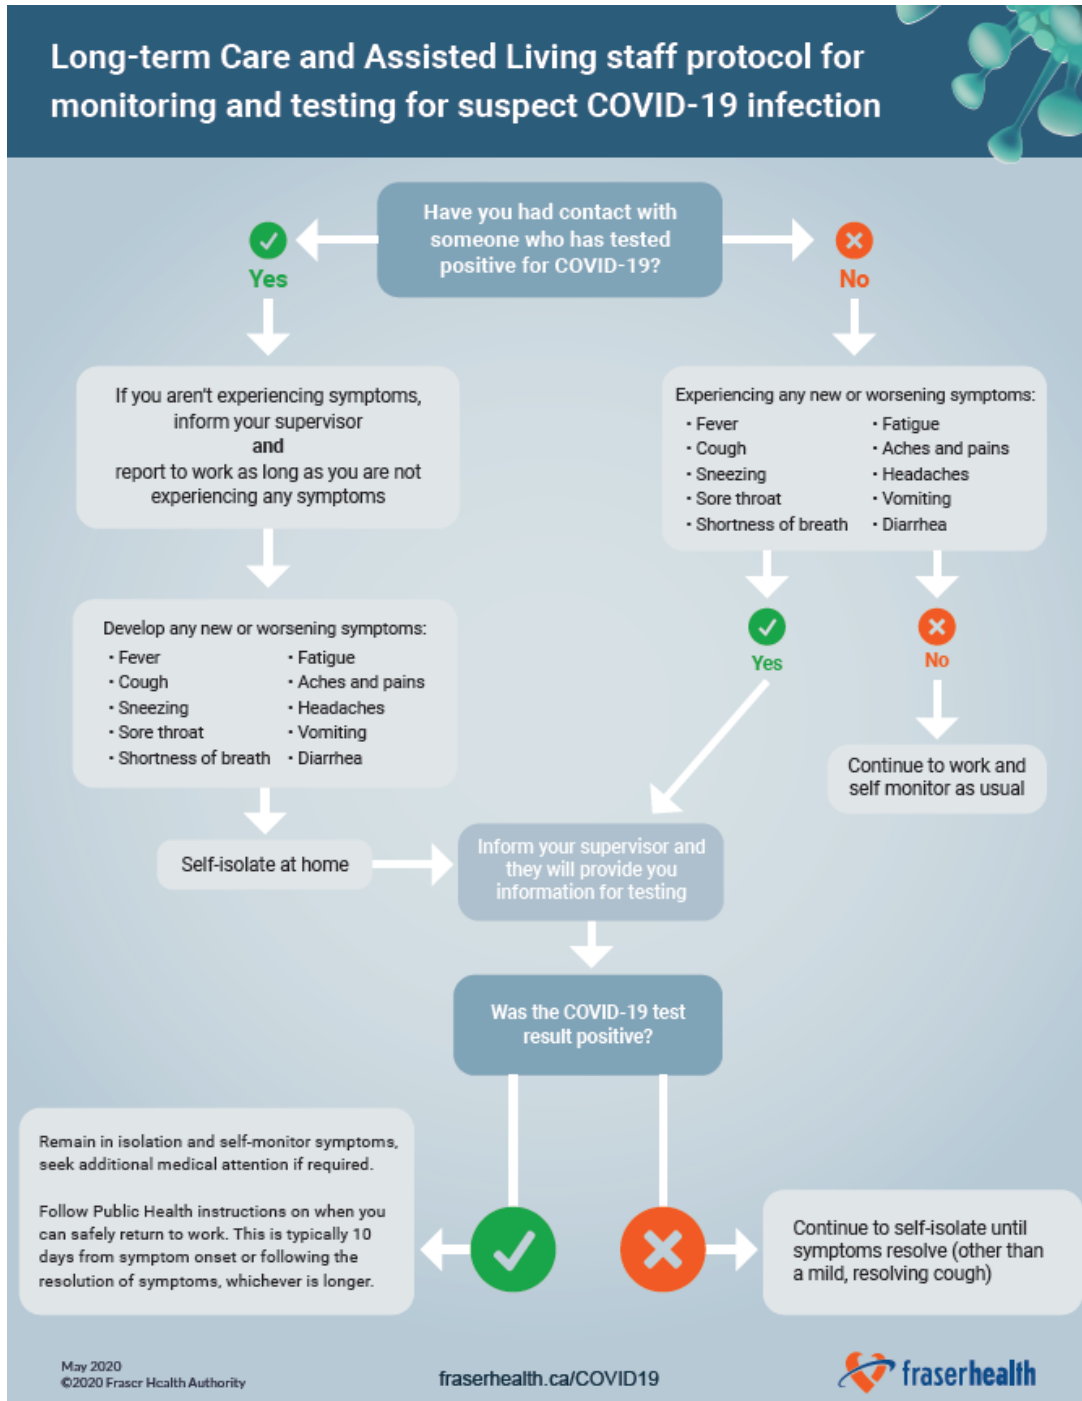 Long-term Care and Assisted Living staff protocol for
monitoring and testing for suspect COVID-19 infection
Have you had contact with
someone who has tested
positive for COVID-19?
Yes
No
If you aren't experiencing symptoms,
inform your supervisor
and
report to work as long as you are not
experiencing any symptoms
Experiencing any new or worsening symptoms:
· Fever
· Cough
· Sneezing
· Sore throat
· Shortness of breath
· Fatigue
· Aches and pains
· Headaches
· Vomiting
· Diarrhea
Develop any new or worsening symptoms:
· Fever
· Cough
· Sneezing
· Sore throat
· Shortness of breath
· Fatigue
· Aches and pains
· Headaches
· Vomiting
· Diarrhea
Yes
No
Continue to work and
self monitor as usual
Self-isolate at home
Inform your supervisor and
they will provide you
information for testing
Was the COVID-19 test
result positive?
Remain in isolation and self-monitor symptoms,
seek additional medical attention if required.
Follow Public Health instructions on when you
can safely return to work. This is typically 10
days from symptom onset or following the
resolution of symptoms, whichever is longer.
Continue to self-isolate until
symptoms resolve (other than
a mild, resolving cough)
May 2020
©2020 Fraser Health Authority
fraserhealth.ca/COVID19
fraserhealth